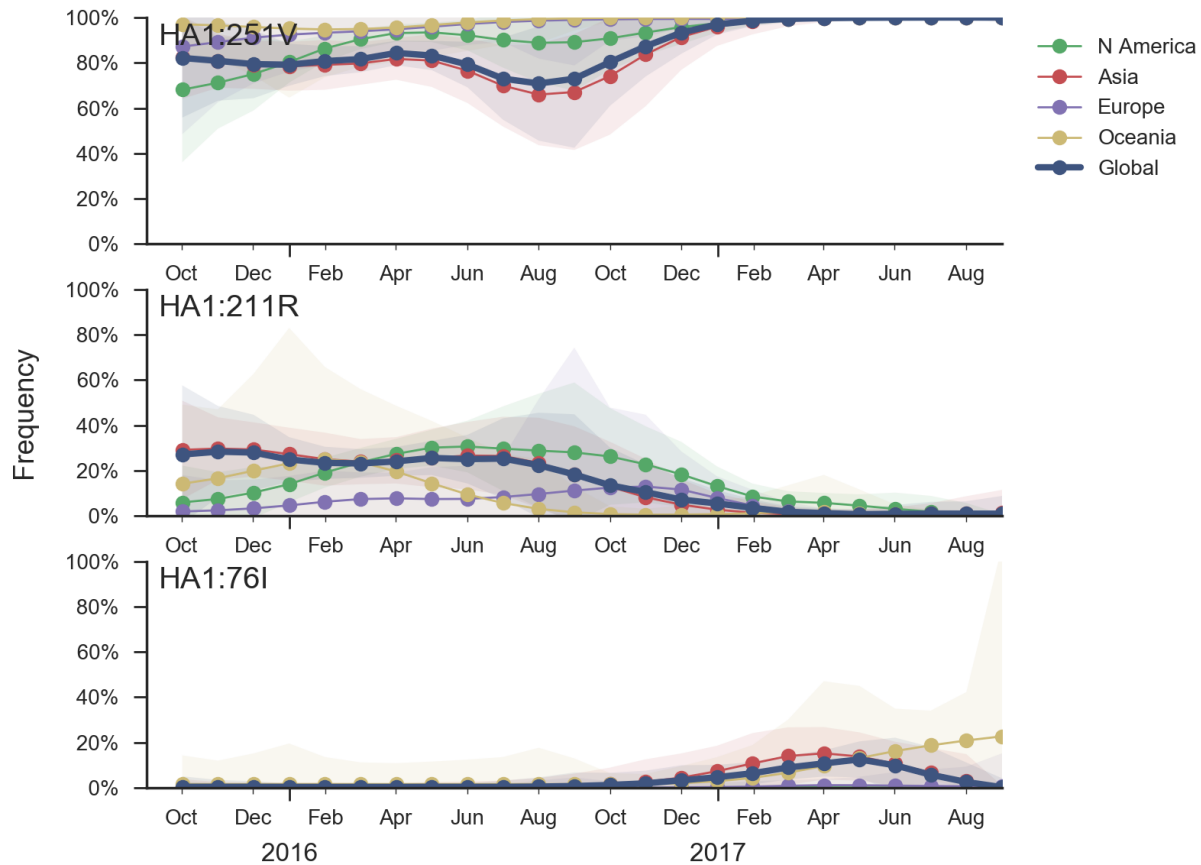 HA1:251V
100%
80%
60%
40%
20%
0%
Oct Dec Feb Apr Jun Aug Oct Dec Feb Apr Jun Aug
N America
Asia
Europe
Oceania
Global
HA1:211R
100%
80%
60%
40%
20%
0%
Oct Dec Feb Apr Jun Aug Oct Dec Feb Apr Jun Aug
Frequency
HA1:76I
100%
80%
60%
40%
20%
0%
Oct Dec Feb Apr Jun Aug Oct Dec Feb Apr Jun Aug
2016 2017